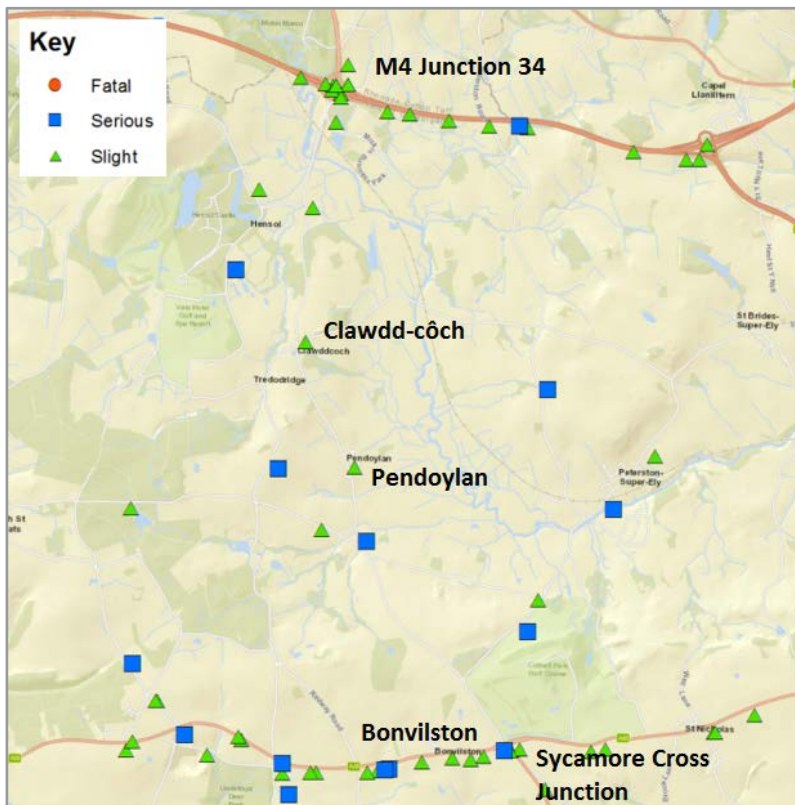 Key
Fatal
Serious
Slight
M4 Junction 34
Capel
Llanilltern
Hensol
Clawdd-côch
Clawddcoch
Tredodridge
St Brides-
Super-Ely
Pendoylan
Pendoylan
Peterston-
Super-Ely
Bonvilston
Bonvilston
St Nicholas
Sycamore Cross
Junction